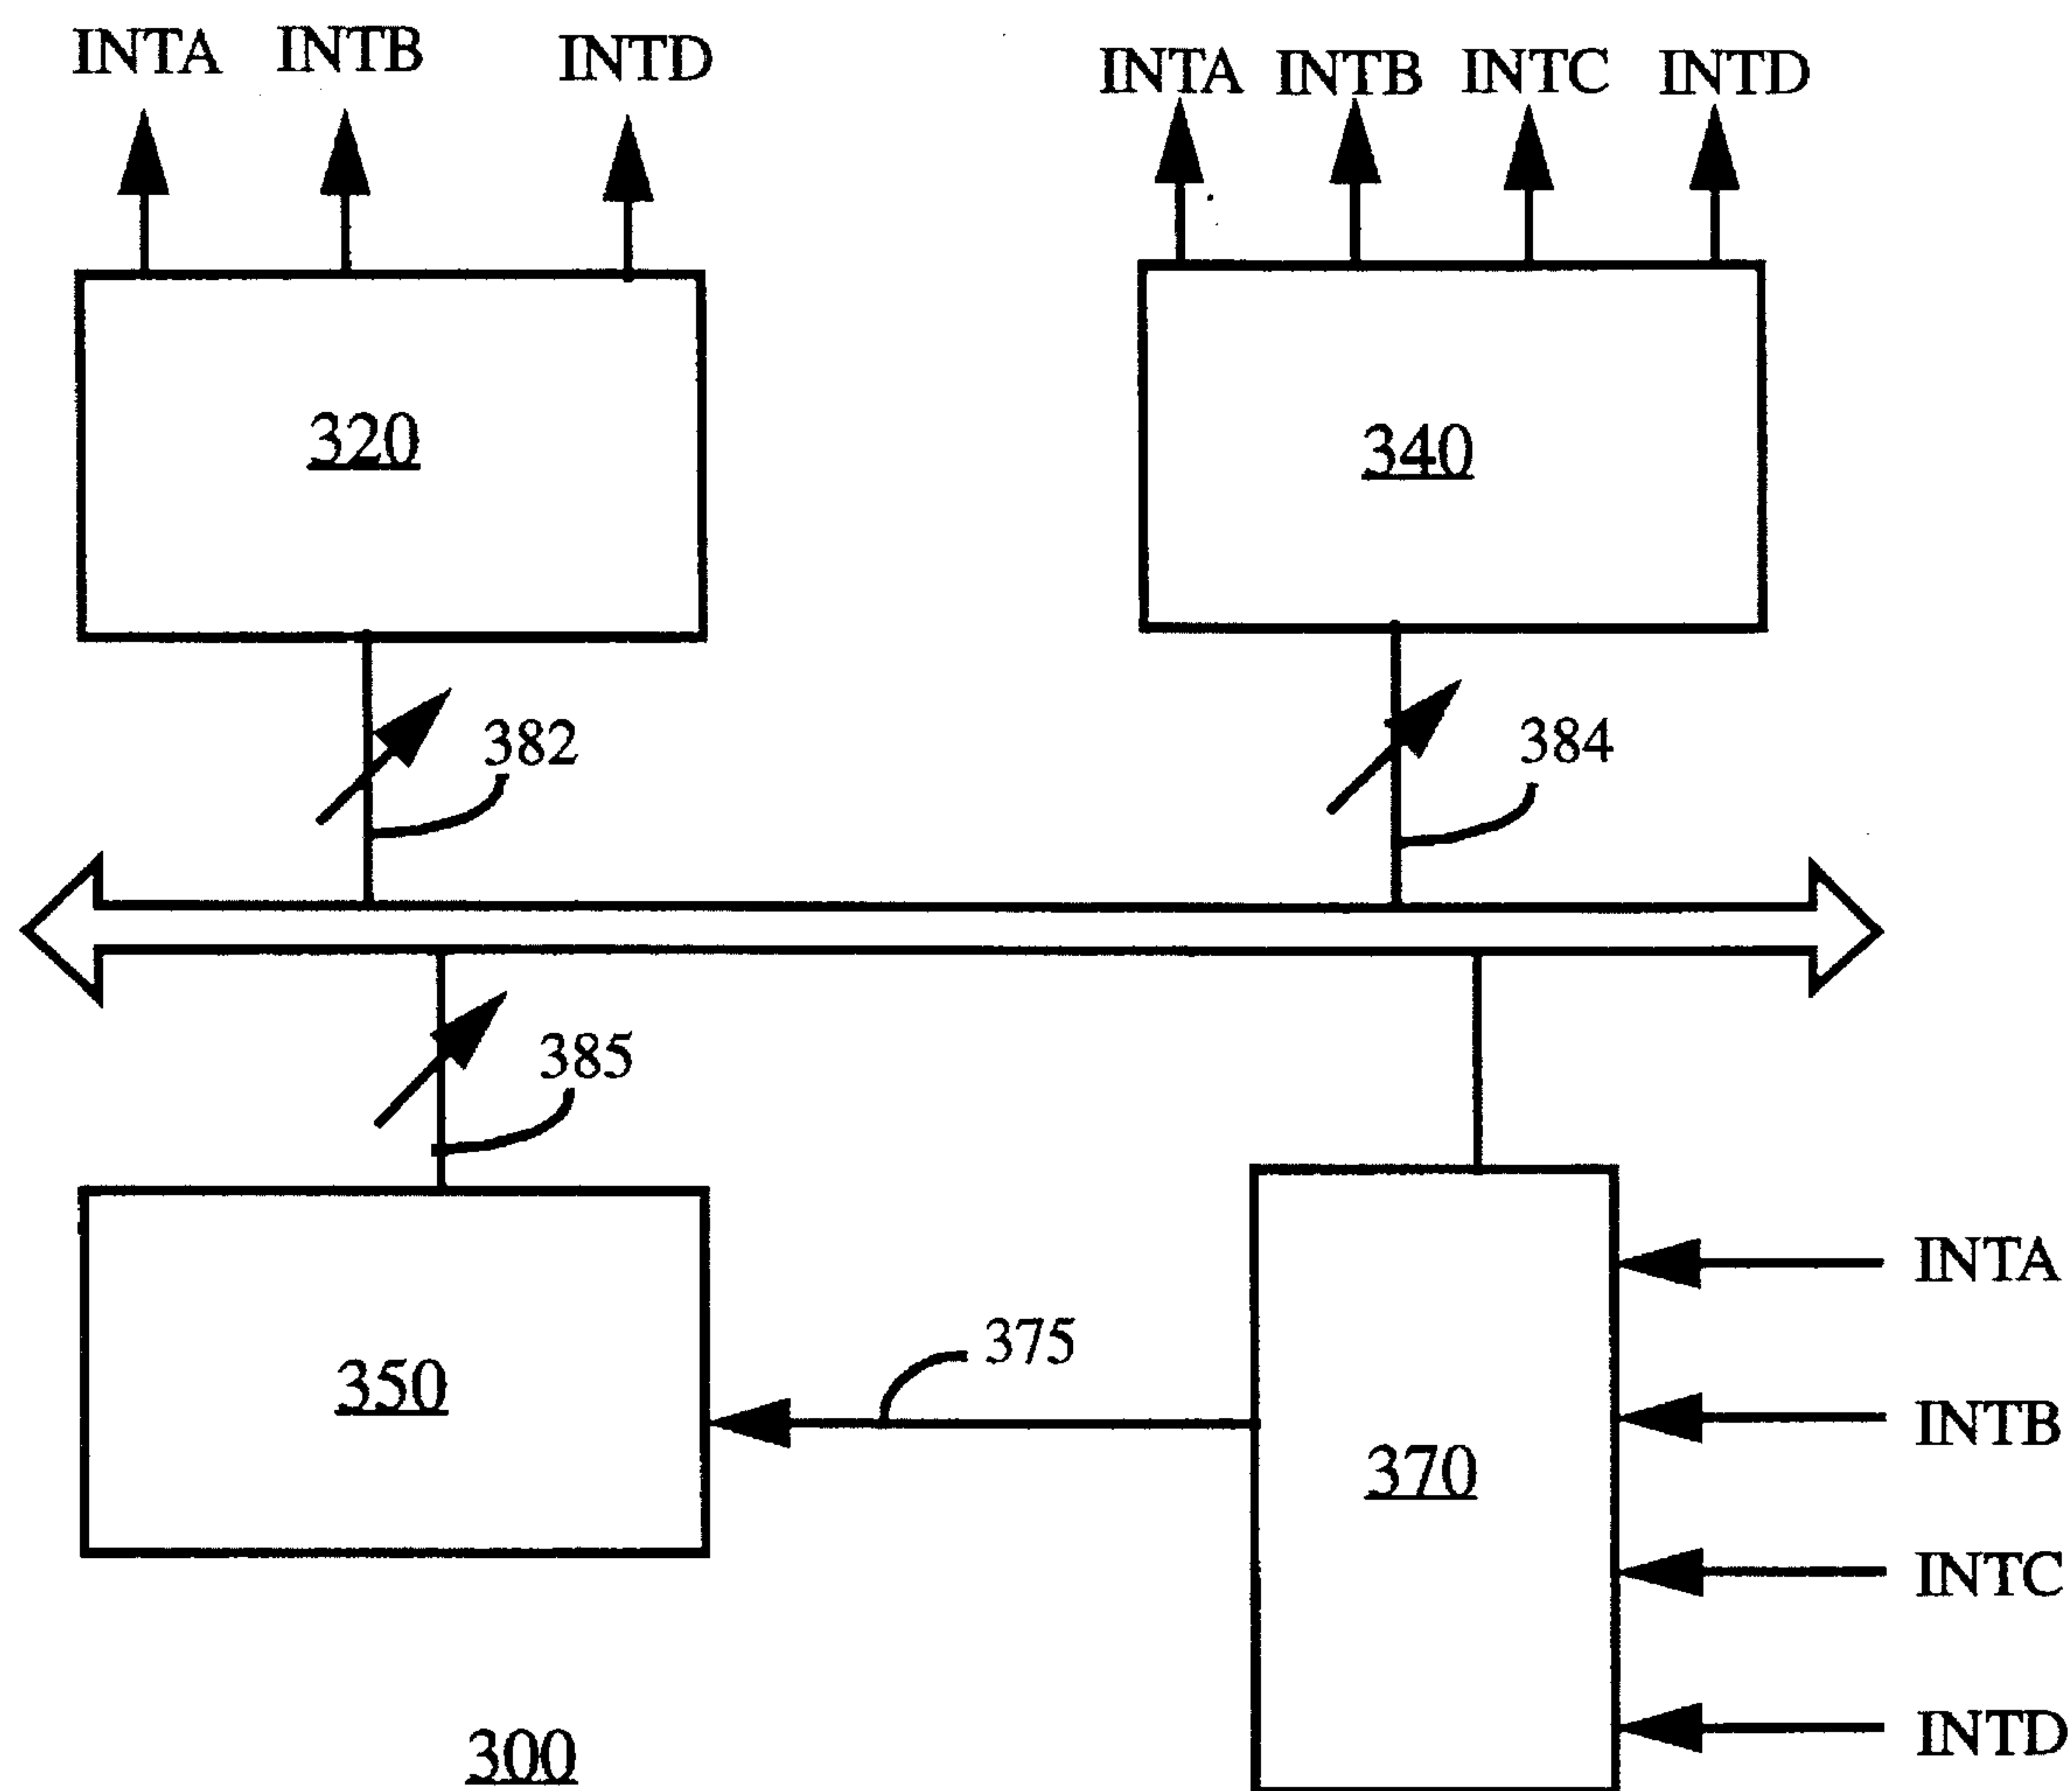 INTA INTB INTD
INTA INTB INTC INTD
320
340
382
384
385
375
350
370
INTA
INTB
INTC
INTD
300